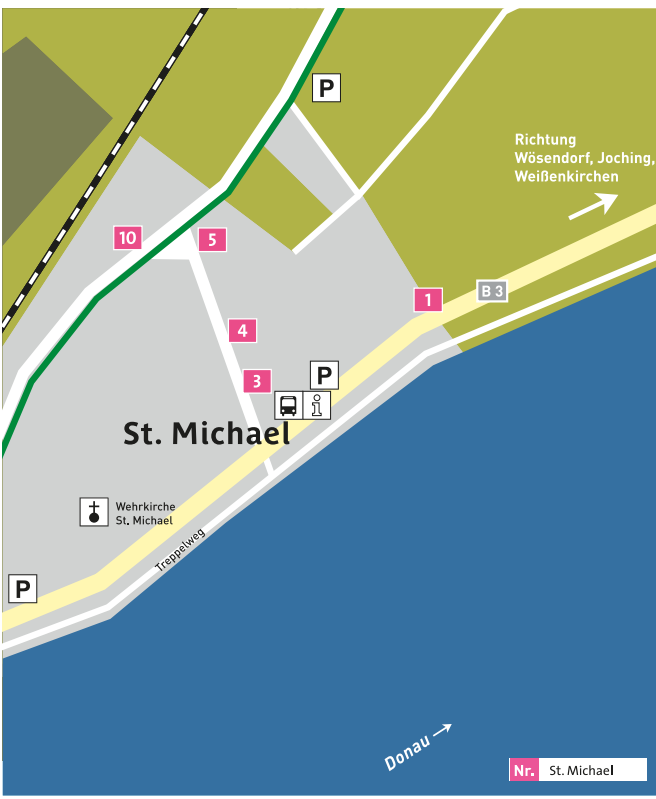 P
Richtung
Wösendorf, Joching,
Weißenkirchen
10
5
1
B 3
4
P
3
i
St. Michael
Wehrkirche
St. Michael
Treppelweg
P
Donau
Nr. St. Michael